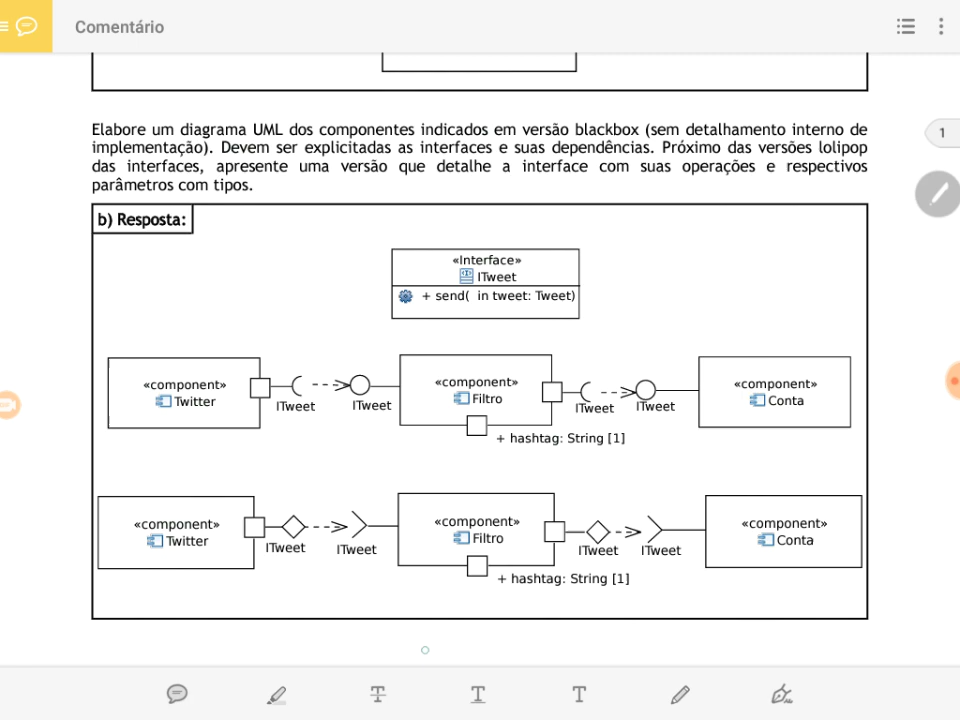 Comentário
1
Elabore um diagrama UML dos componentes indicados em versão blackbox (sem detalhamento interno de
implementação). Devem ser explicitadas as interfaces e suas dependências. Próximo das versões lolipop
das interfaces, apresente uma versão que detalhe a interface com suas operações e respectivos
parâmetros com tipos.
b) Resposta:
«Interface»
ITweet
+ send( in tweet: Tweet)
«component»
Twitter
ITweet
ITweet
«component»
Filtro
+ hashtag: String [1]
ITweet
ITweet
«component»
Conta
«component»
Twitter
ITweet
ITweet
«component»
Filtro
+ hashtag: String [1]
ITweet
ITweet
«component»
Conta
T
T
T